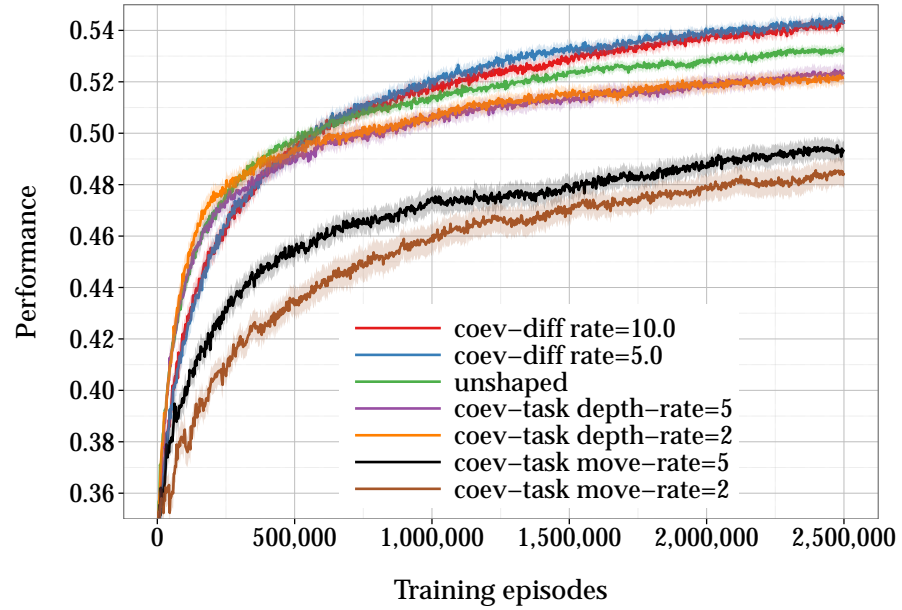 0.54
0.52
0.50
0.48
0.46
0.44
0.42
0.40
0.38
0.36
Performance
coev−diff rate=10.0
coev−diff rate=5.0
unshaped
coev−task depth−rate=5
coev−task depth−rate=2
coev−task move−rate=5
coev−task move−rate=2
0 500,000 1,000,000 1,500,000 2,000,000 2,500,000
Training episodes